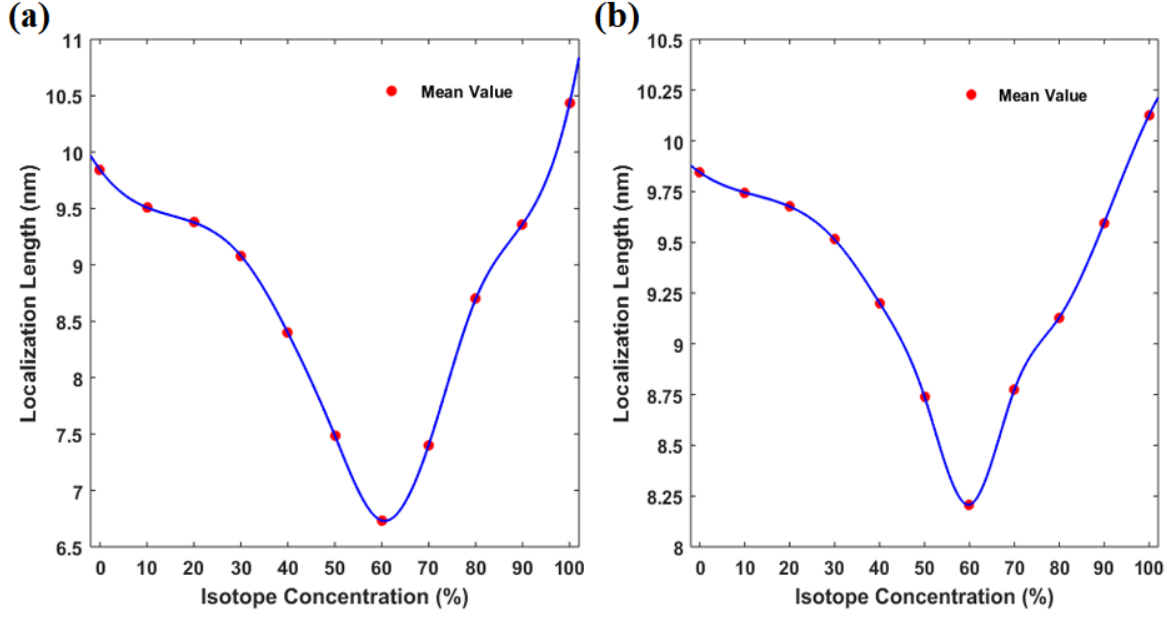 (a)
11
10.5
10
9.5
9
8.5
8
7.5
7
6.5
Localization Length (nm)
Mean Value
0 10 20 30 40 50 60 70 80 90 100
Isotope Concentration (%)
(b)
10.5
10.25
10
9.75
9.5
9.25
9
8.75
8.5
8.25
8
Localization Length (nm)
Mean Value
0 10 20 30 40 50 60 70 80 90 100
Isotope Concentration (%)